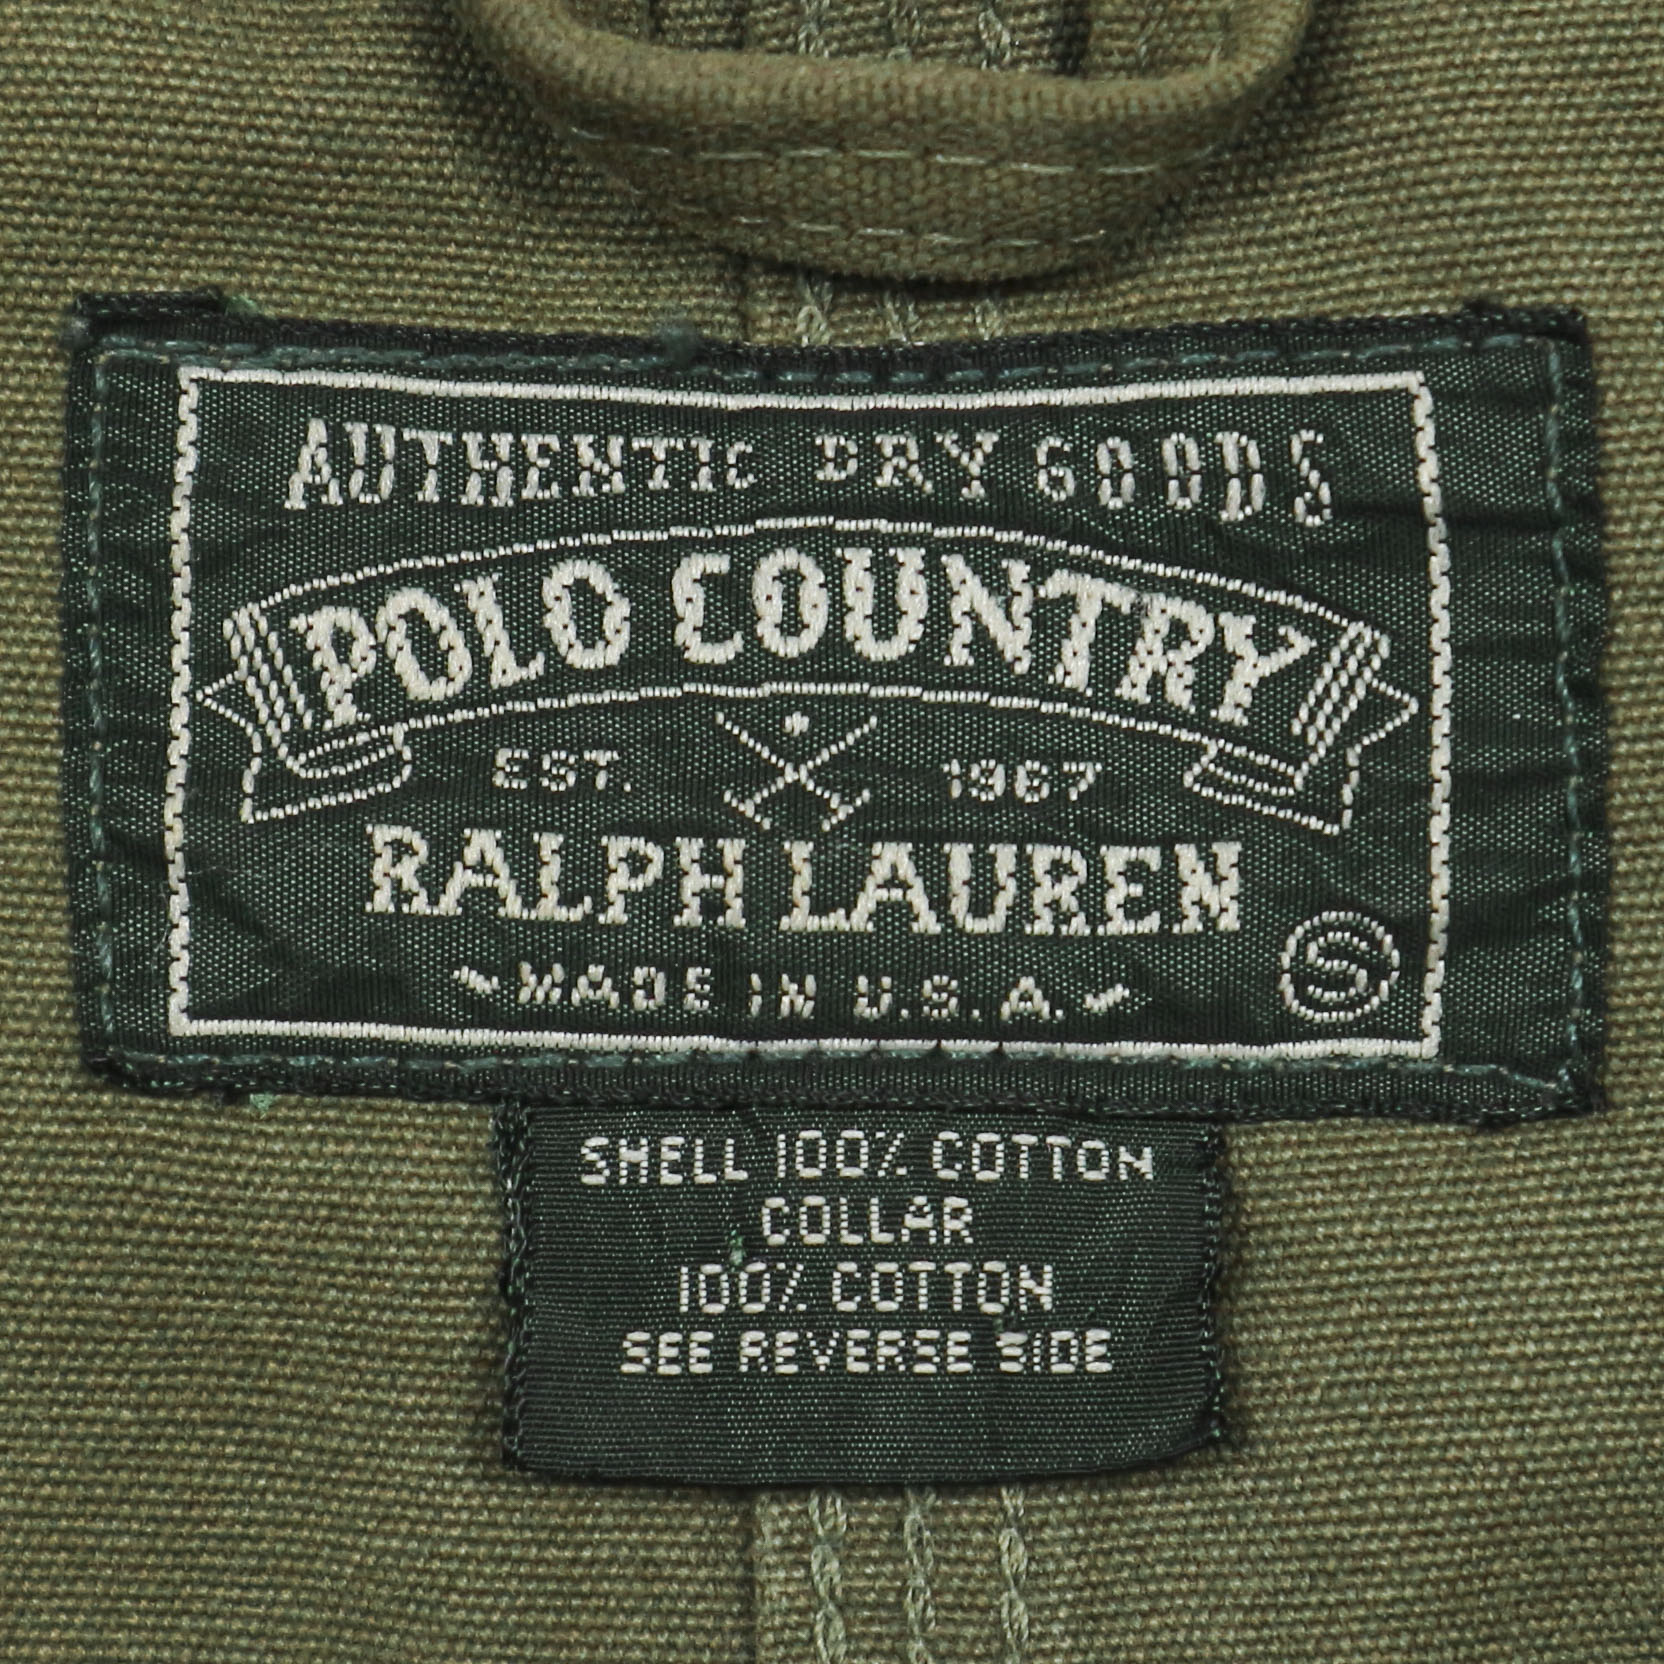 AUTHENTIC DRY GOODS
POLO COUNTRY
EST. 1967
RALPH LAUREN
~MADE IN U.S.A.~
S
SHELL 100% COTTON
COLLAR
100% COTTON
SEE REVERSE SIDE